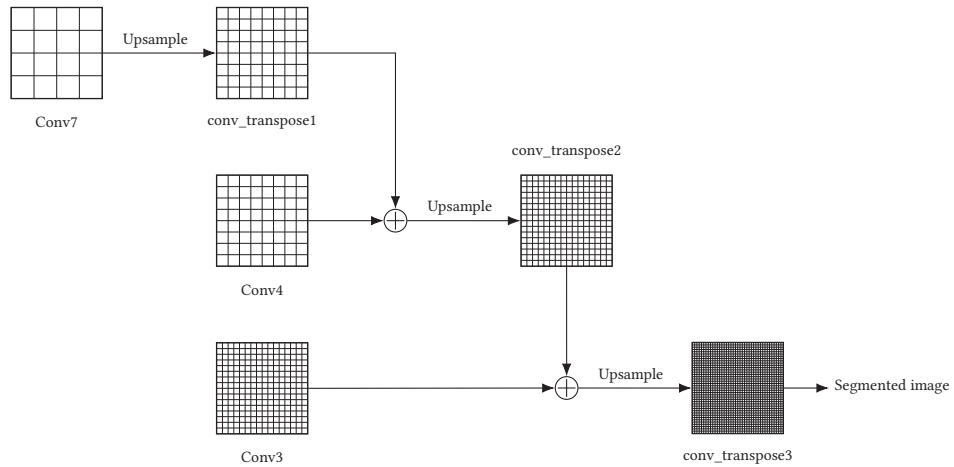 Upsample
Conv7
conv_transpose1
conv_transpose2
Upsample
Conv4
Upsample
Segmented image
Conv3
conv_transpose3